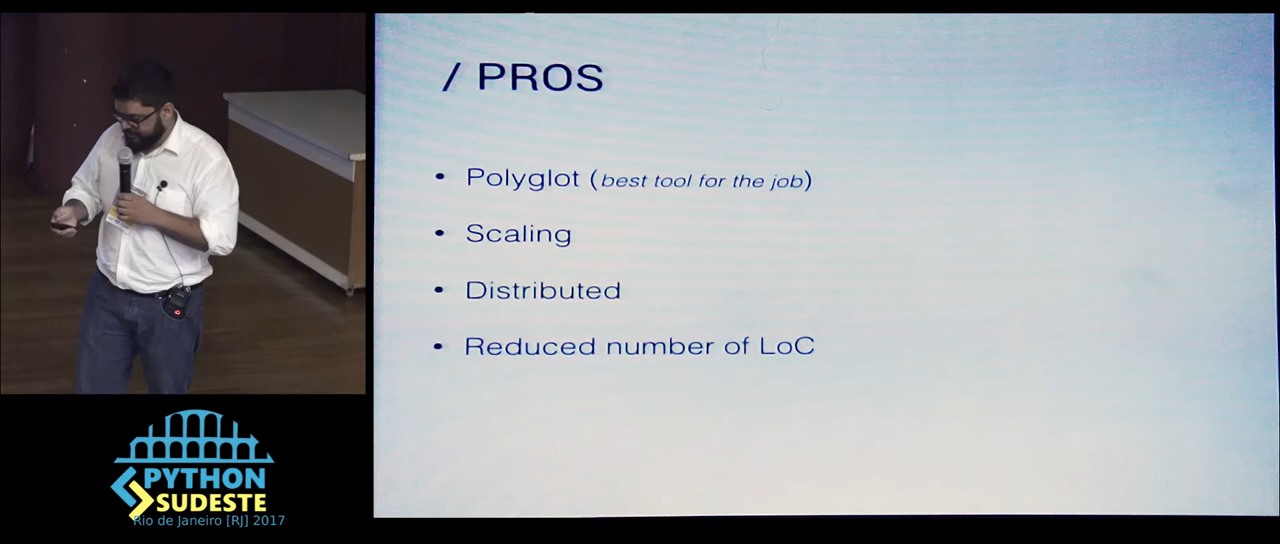 / PROS
• Polyglot (best tool for the job)
• Scaling
• Distributed
• Reduced number of LoC
PYTHON
SUDESTE
Rio de Janeiro [RJ] 2017